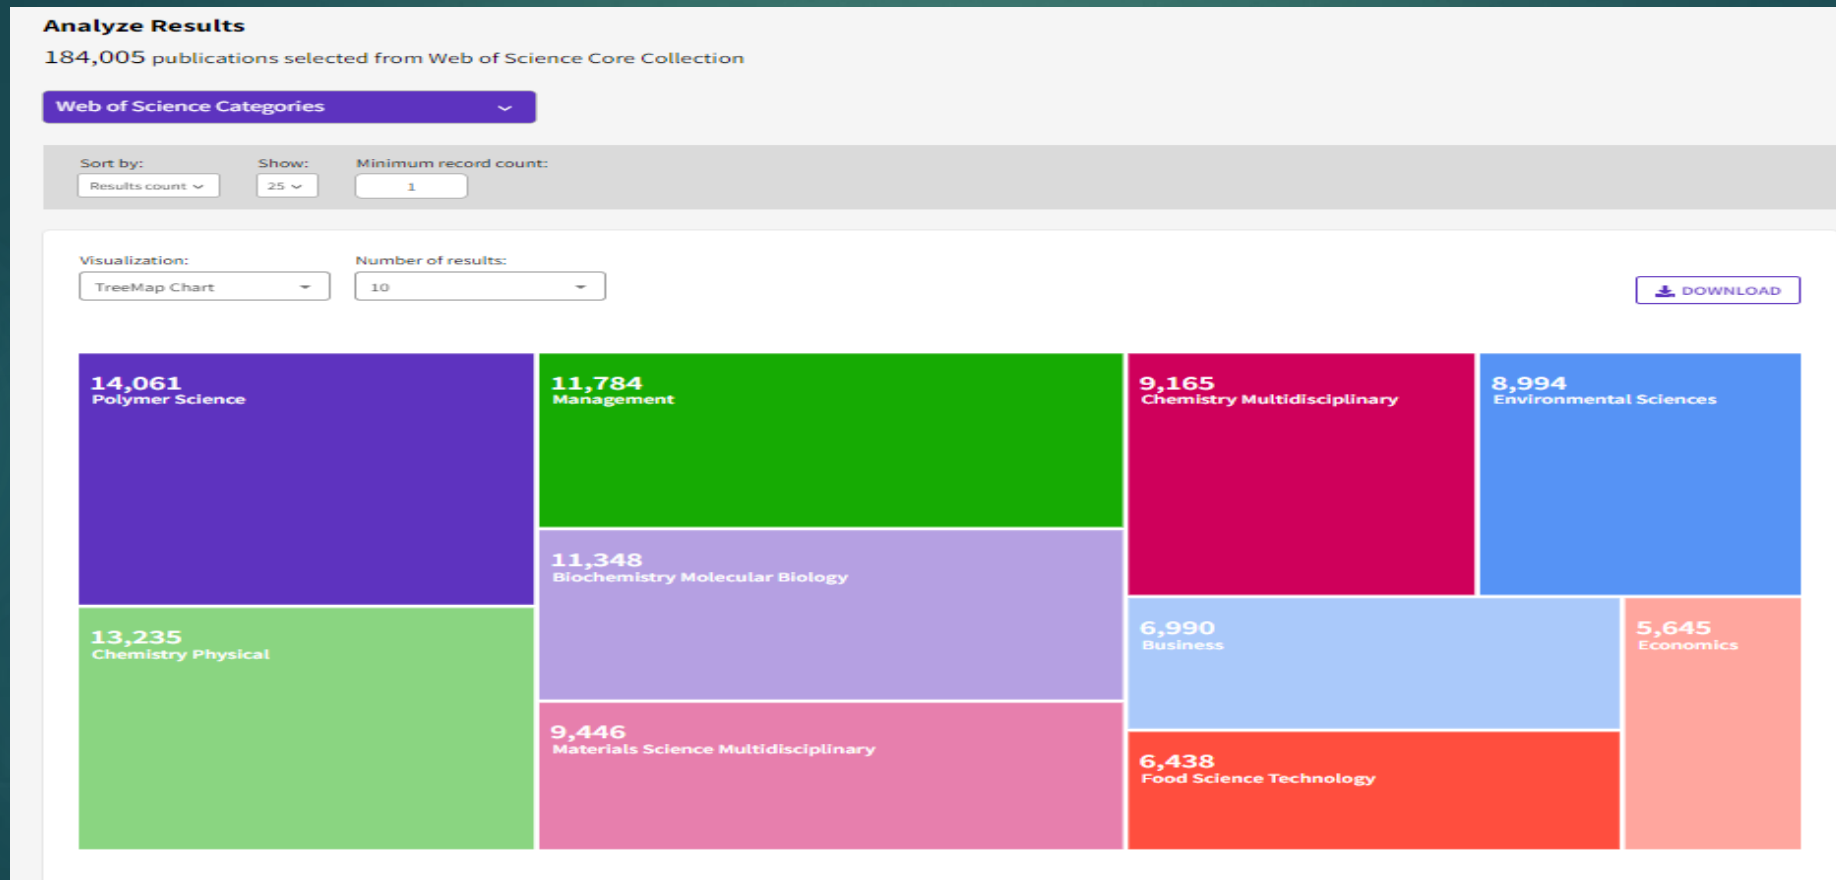 Analyze Results
184,005 publications selected from Web of Science Core Collection
Web of Science Categories
Sort by: Show: Minimum record count:
Results count 25 1
Visualization: Number of results:
TreeMap Chart 10
DOWNLOAD
14,061
Polymer Science
13,235
Chemistry Physical
11,784
Management
11,348
Biochemistry Molecular Biology
9,446
Materials Science Multidisciplinary
9,165
Chemistry Multidisciplinary
8,994
Environmental Sciences
6,990
Business
6,438
Food Science Technology
5,645
Economics